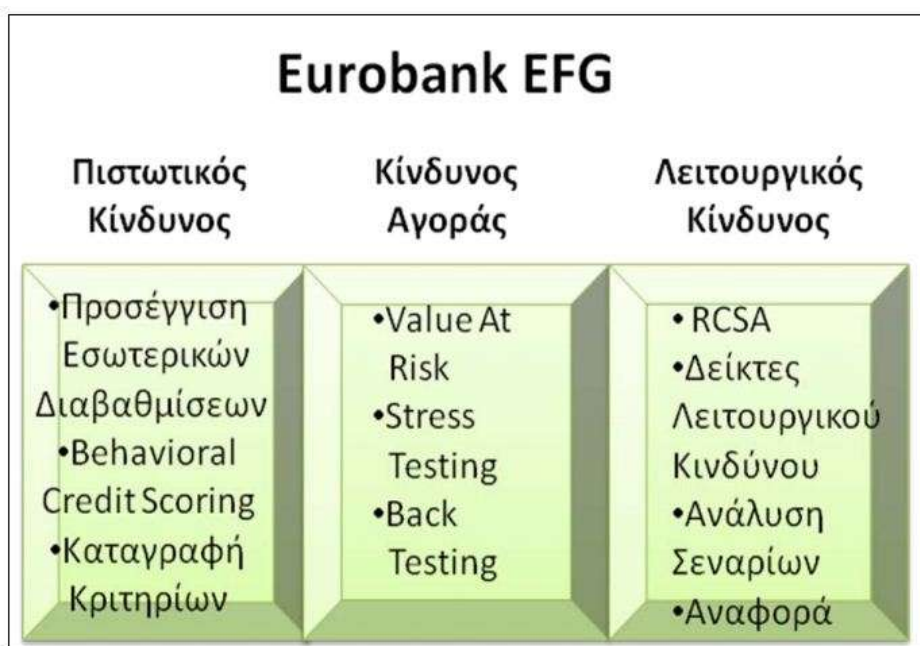 Eurobank EFG
Πιστωτικός
Κίνδυνος
•Προσέγγιση
Εσωτερικών
Διαβαθμίσεων
•Behavioral
Credit Scoring
•Καταγραφή
Κριτηρίων
Κίνδυνος
Αγοράς
•Value At
Risk
•Stress
Testing
•Back
Testing
Λειτουργικός
Κίνδυνος
• RCSA
•Δείκτες
Λειτουργικού
Κινδύνου
•Ανάλυση
Σεναρίων
•Αναφορά